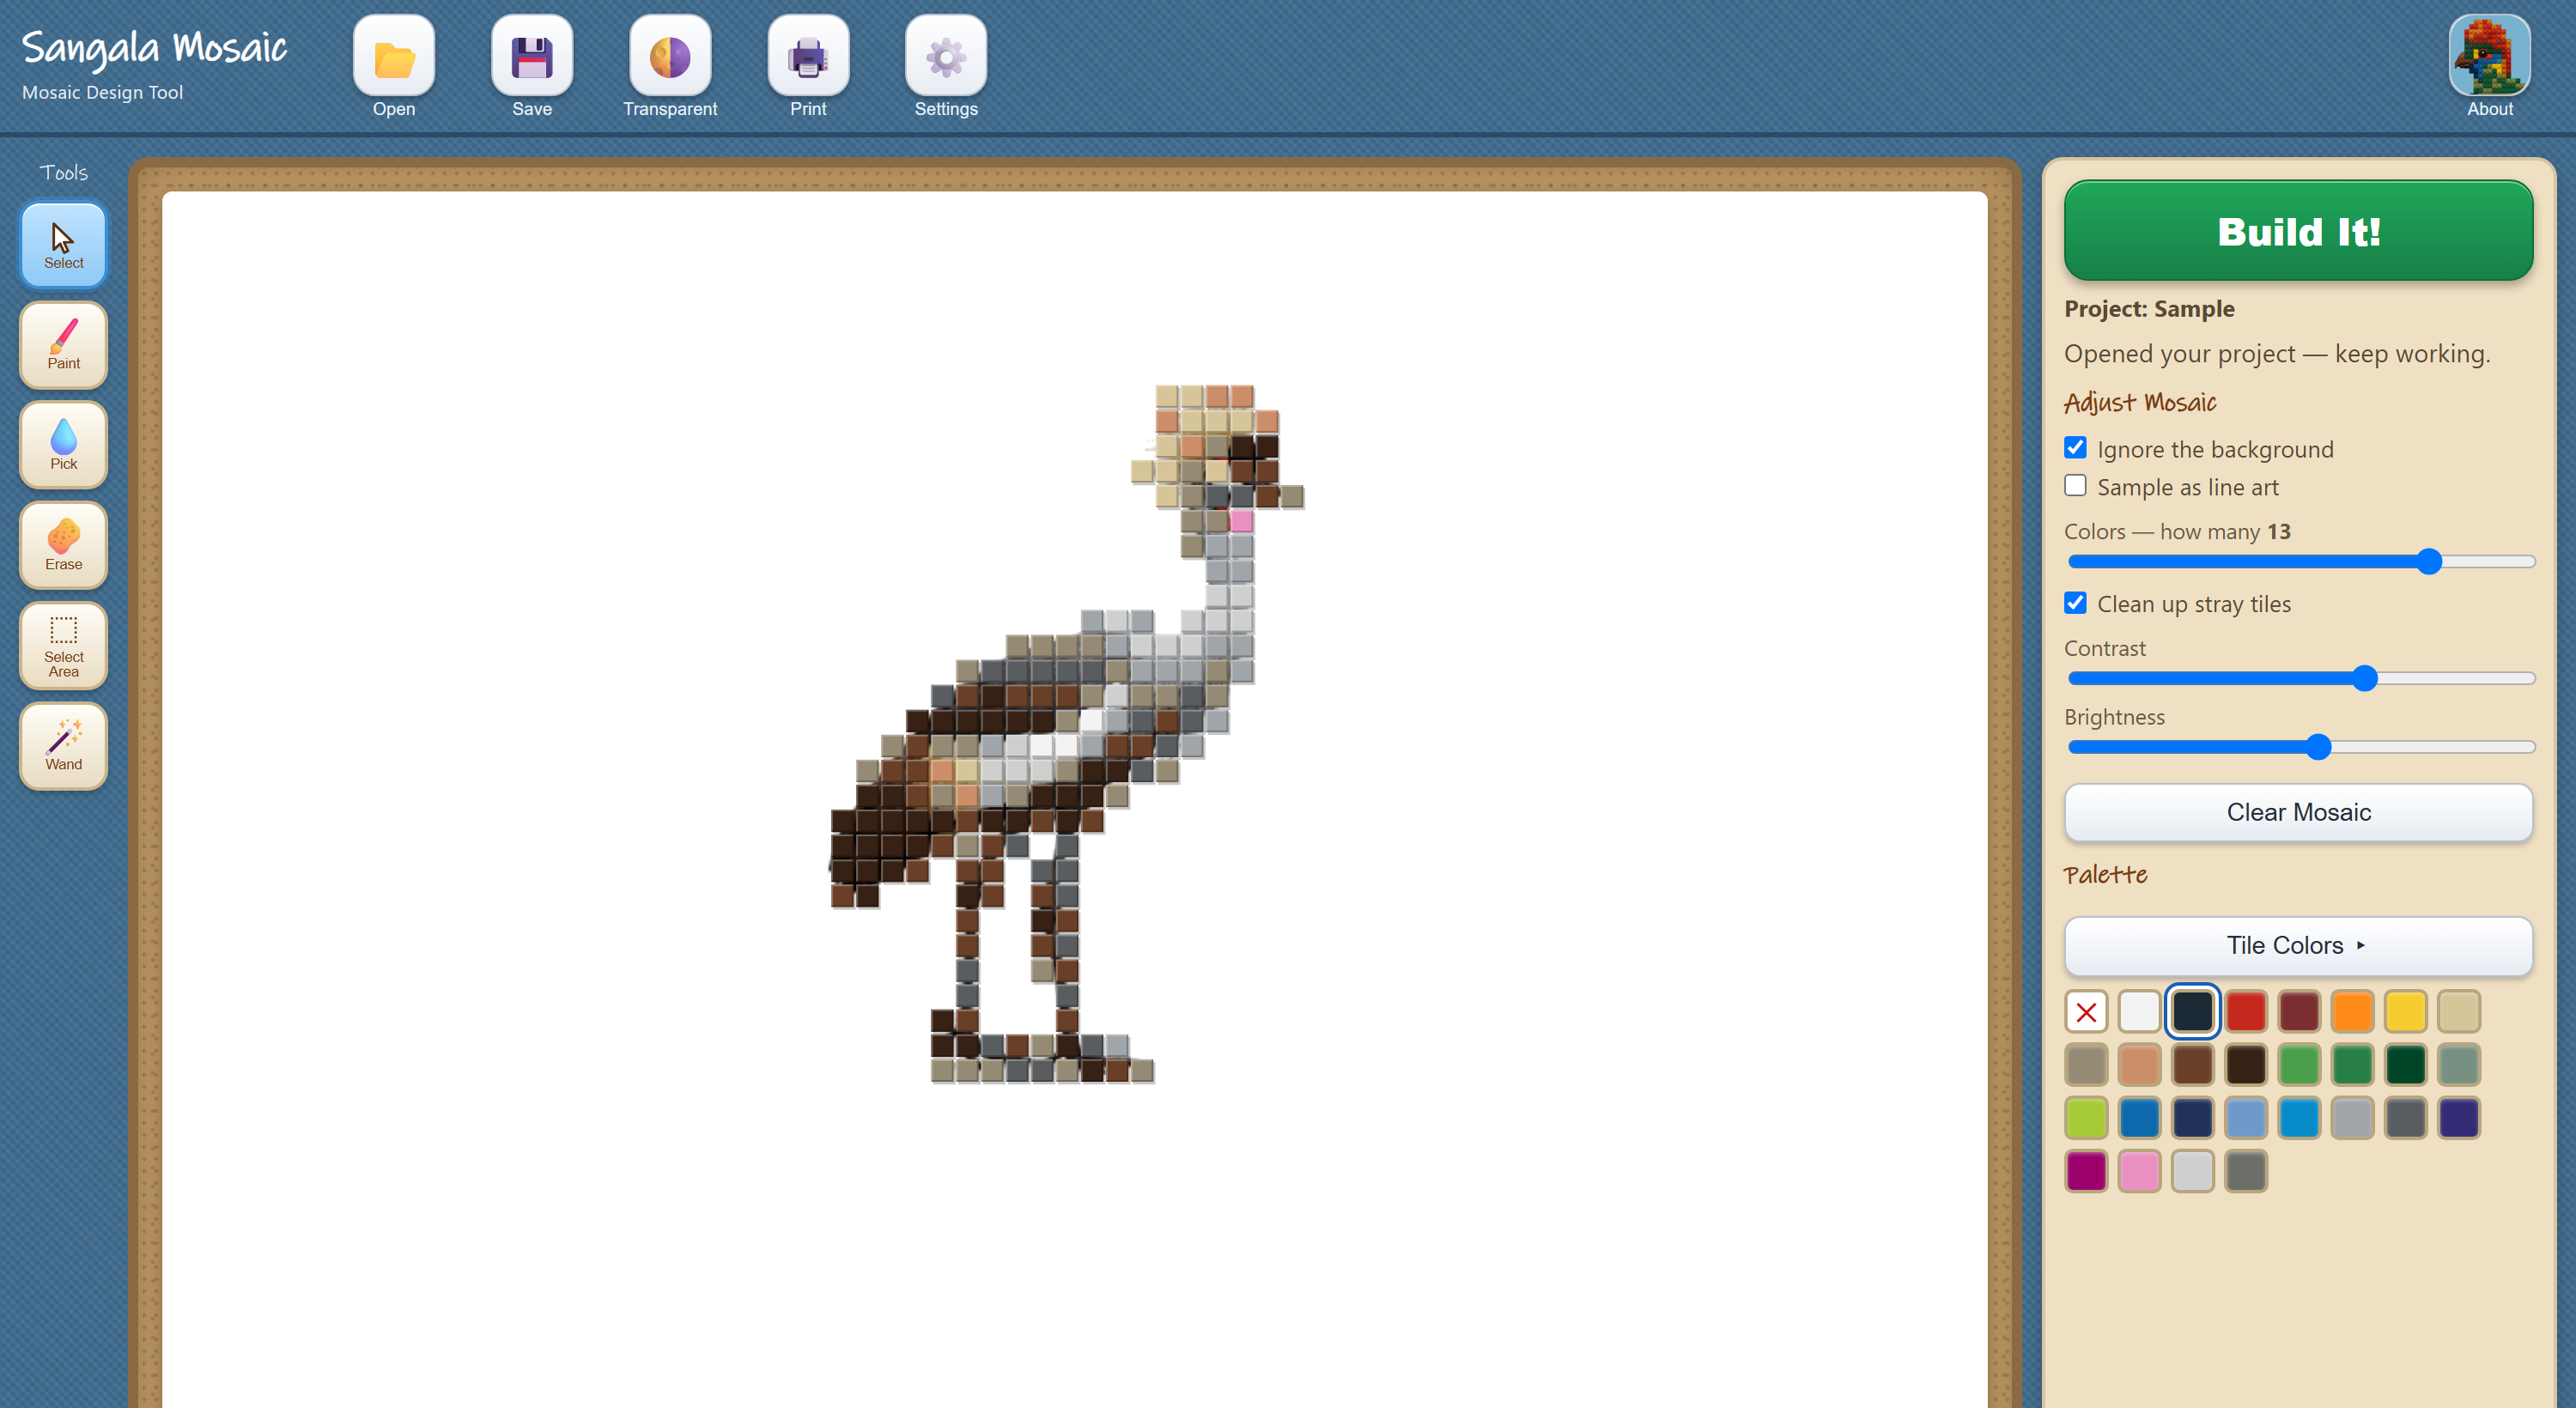 Sangala Mosaic
Mosaic Design Tool
Open
Save
Transparent
Print
Settings
About
Tools
Select
Paint
Pick
Erase
Select
Area
Wand
Build It!
Project: Sample
Opened your project — keep working.
Adjust Mosaic
Ignore the background
Sample as line art
Colors — how many 13
Clean up stray tiles
Contrast
Brightness
Clear Mosaic
Palette
Tile Colors ▸